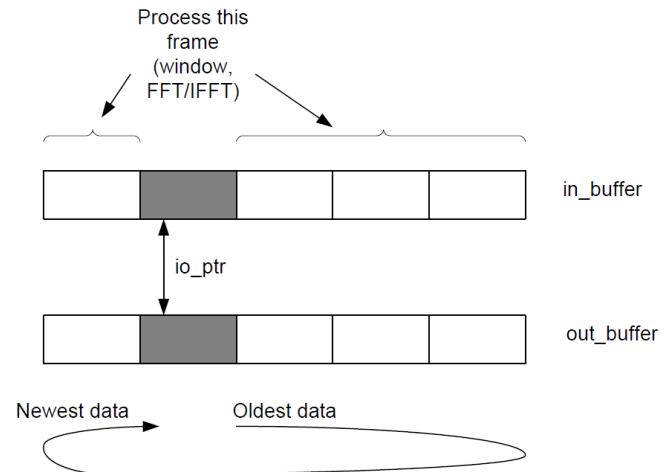 Process this
frame
(window,
FFT/IFFT)
in_buffer
io_ptr
out_buffer
Newest data
Oldest data